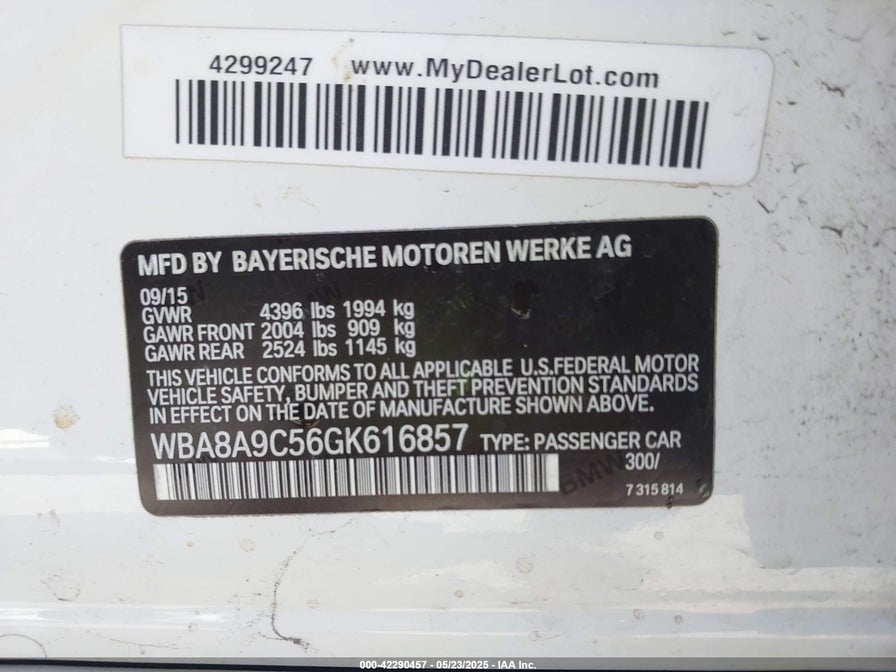 4299247 www.MyDealerLot.com
MFD BY BAYERISCHE MOTOREN WERKE AG
09/15
GVWR 4396 lbs 1994 kg
GAWR FRONT 2004 lbs 909 kg
GAWR REAR 2524 lbs 1145 kg
THIS VEHICLE CONFORMS TO ALL APPLICABLE U.S.FEDERAL MOTOR
VEHICLE SAFETY, BUMPER AND THEFT PREVENTION STANDARDS
IN EFFECT ON THE DATE OF MANUFACTURE SHOWN ABOVE.
WBA8A9C56GK616857 TYPE: PASSENGER CAR
300/
BMW
7 315 814
000-42290457 - 05/23/2025 - IAA Inc.